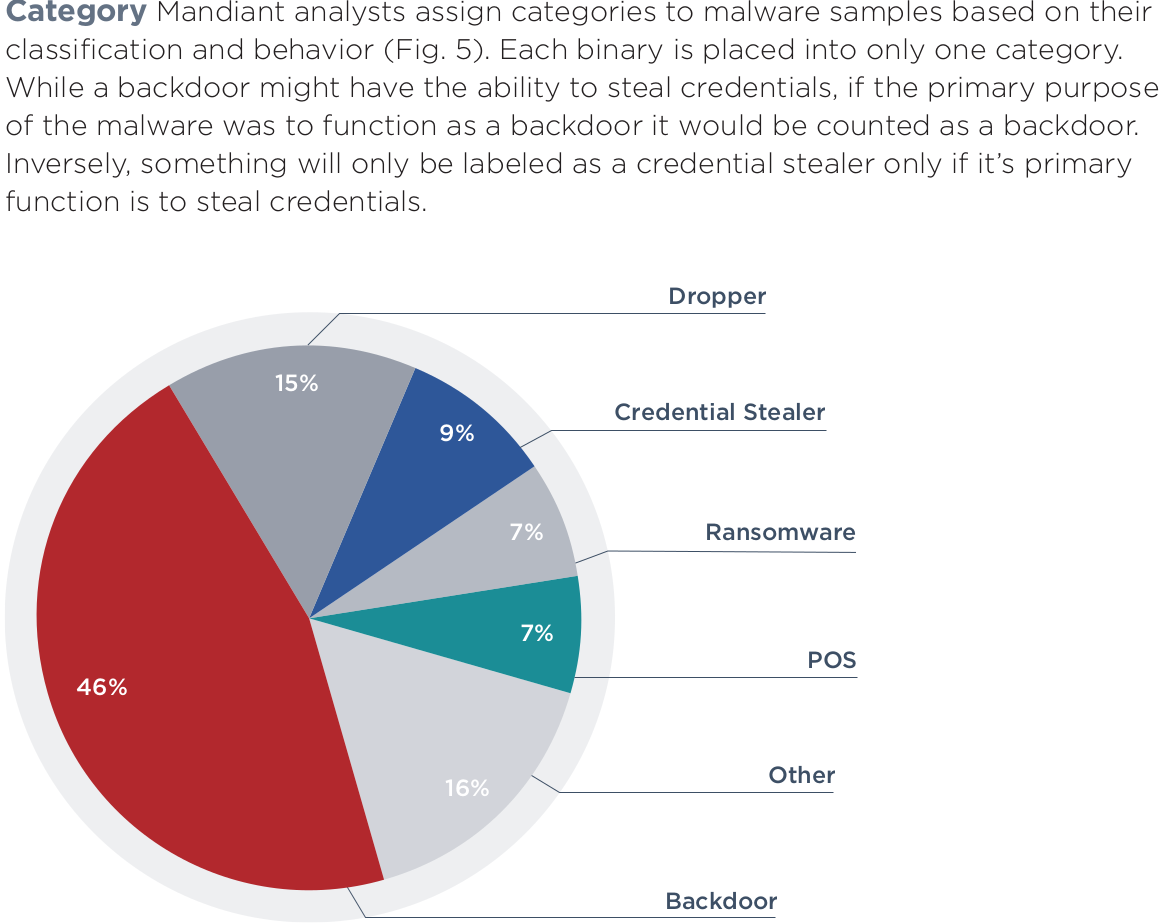 Category Mandiant analysts assign categories to malware samples based on their
classification and behavior (Fig. 5). Each binary is placed into only one category.
While a backdoor might have the ability to steal credentials, if the primary purpose
of the malware was to function as a backdoor it would be counted as a backdoor.
Inversely, something will only be labeled as a credential stealer only if it’s primary
function is to steal credentials.
Dropper
15%
Credential Stealer
9%
Ransomware
7%
POS
7%
Other
16%
46%
Backdoor